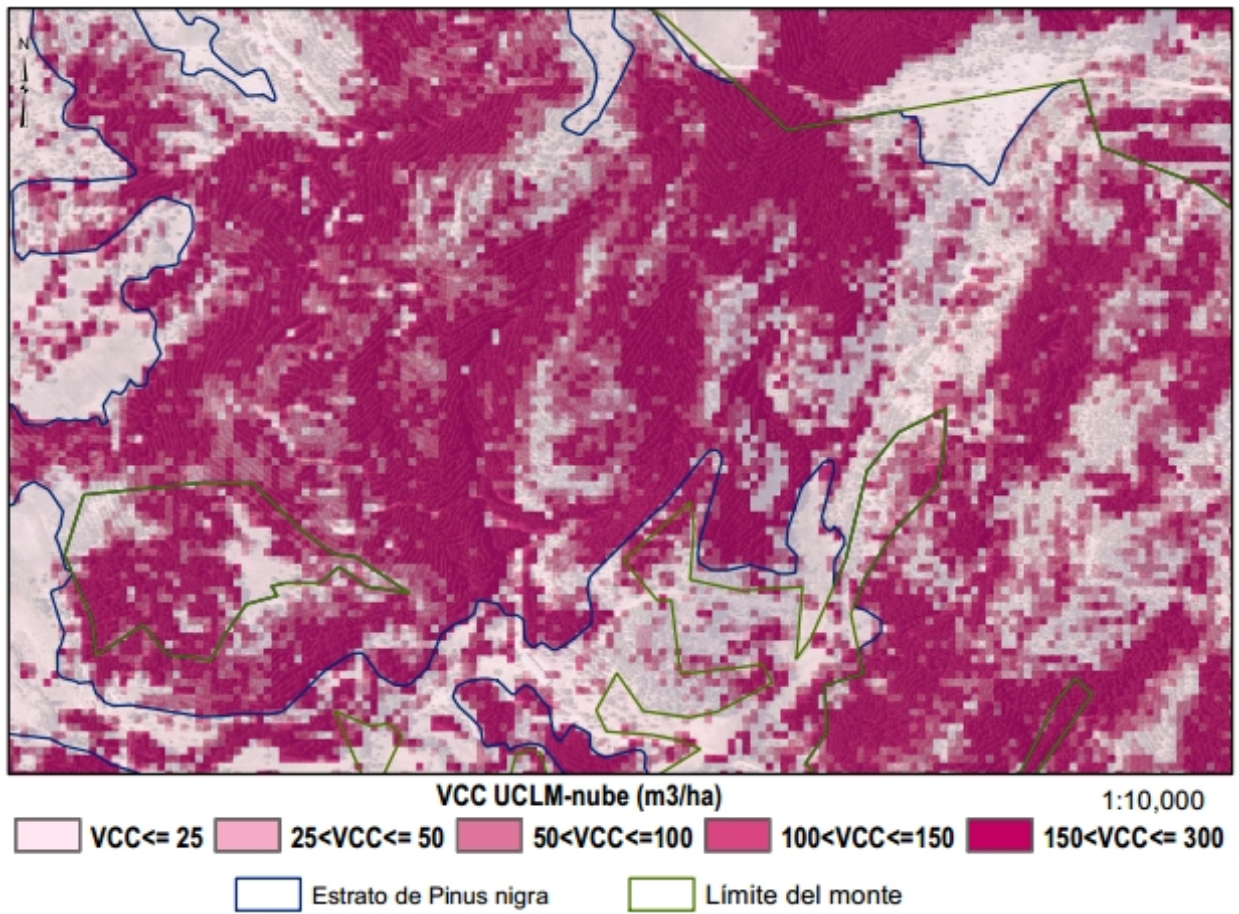 N
VCC UCLM-nube (m3/ha)
1:10,000
VCC<= 25
25<VCC<= 50
50<VCC<=100
100<VCC<=150
150<VCC<= 300
Estrato de Pinus nigra
Límite del monte